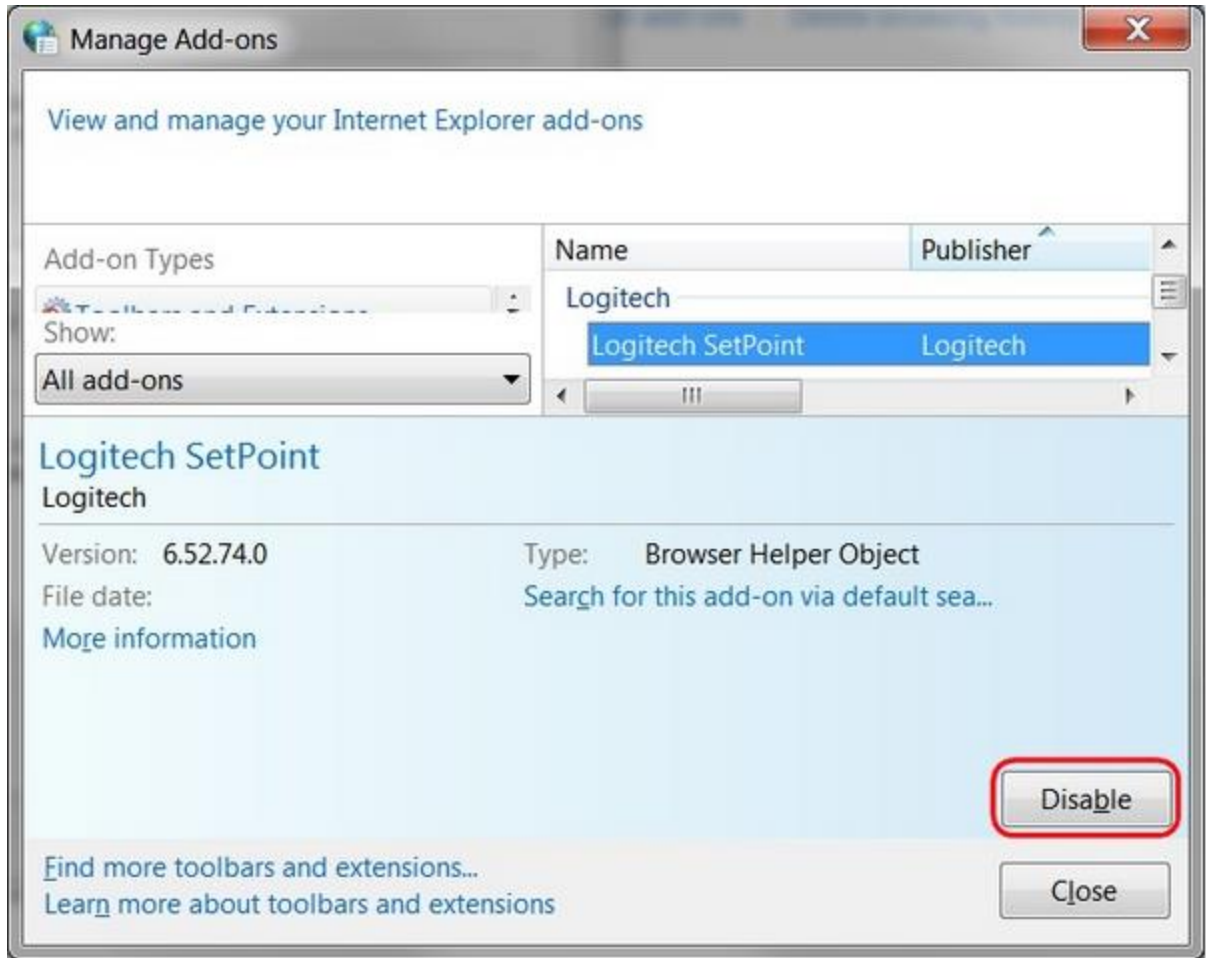 Manage Add-ons
View and manage your Internet Explorer add-ons
Add-on Types
Toolbars and Extensions
Show:
All add-ons
Name Publisher
Logitech
Logitech SetPoint Logitech
Logitech SetPoint
Logitech
Version: 6.52.74.0
Type: Browser Helper Object
File date:
Search for this add-on via default sea...
More information
Disable
Find more toolbars and extensions...
Learn more about toolbars and extensions
Close